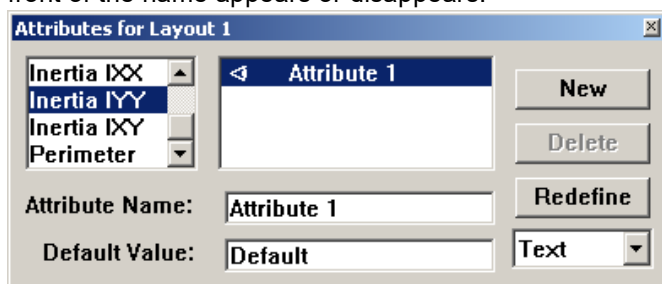 front of the name appears or disappears.
Attributes for Layout 1
Inertia IXX
Inertia IYY
Inertia IXY
Perimeter
Attribute 1
New
Delete
Redefine
Attribute Name:
Attribute 1
Default Value:
Default
Text